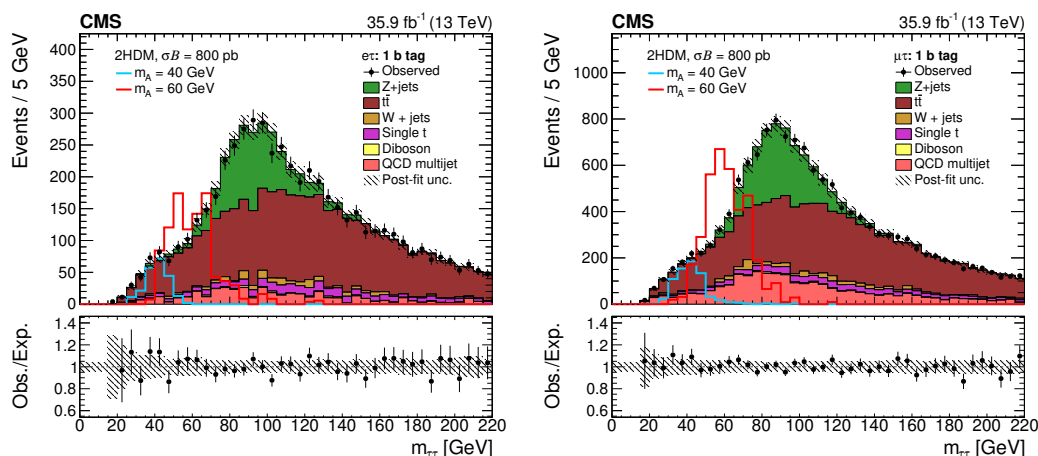 CMS 35.9 fb⁻¹ (13 TeV)
Events / 5 GeV
400
350
300
250
200
150
100
50
0
2HDM, σB = 800 pb
m_A = 40 GeV
m_A = 60 GeV
eτ: 1 b tag
Observed
Z+jets
tt̄
W + jets
Single t
Diboson
QCD multijet
Post-fit unc.
Obs./Exp.
1.4
1.2
1
0.8
0.6
0 20 40 60 80 100 120 140 160 180 200 220
m_ττ [GeV]
CMS 35.9 fb⁻¹ (13 TeV)
Events / 5 GeV
1000
800
600
400
200
0
2HDM, σB = 800 pb
m_A = 40 GeV
m_A = 60 GeV
μτ: 1 b tag
Observed
Z+jets
tt̄
W + jets
Single t
Diboson
QCD multijet
Post-fit unc.
Obs./Exp.
1.4
1.2
1
0.8
0.6
0 20 40 60 80 100 120 140 160 180 200 220
m_ττ [GeV]